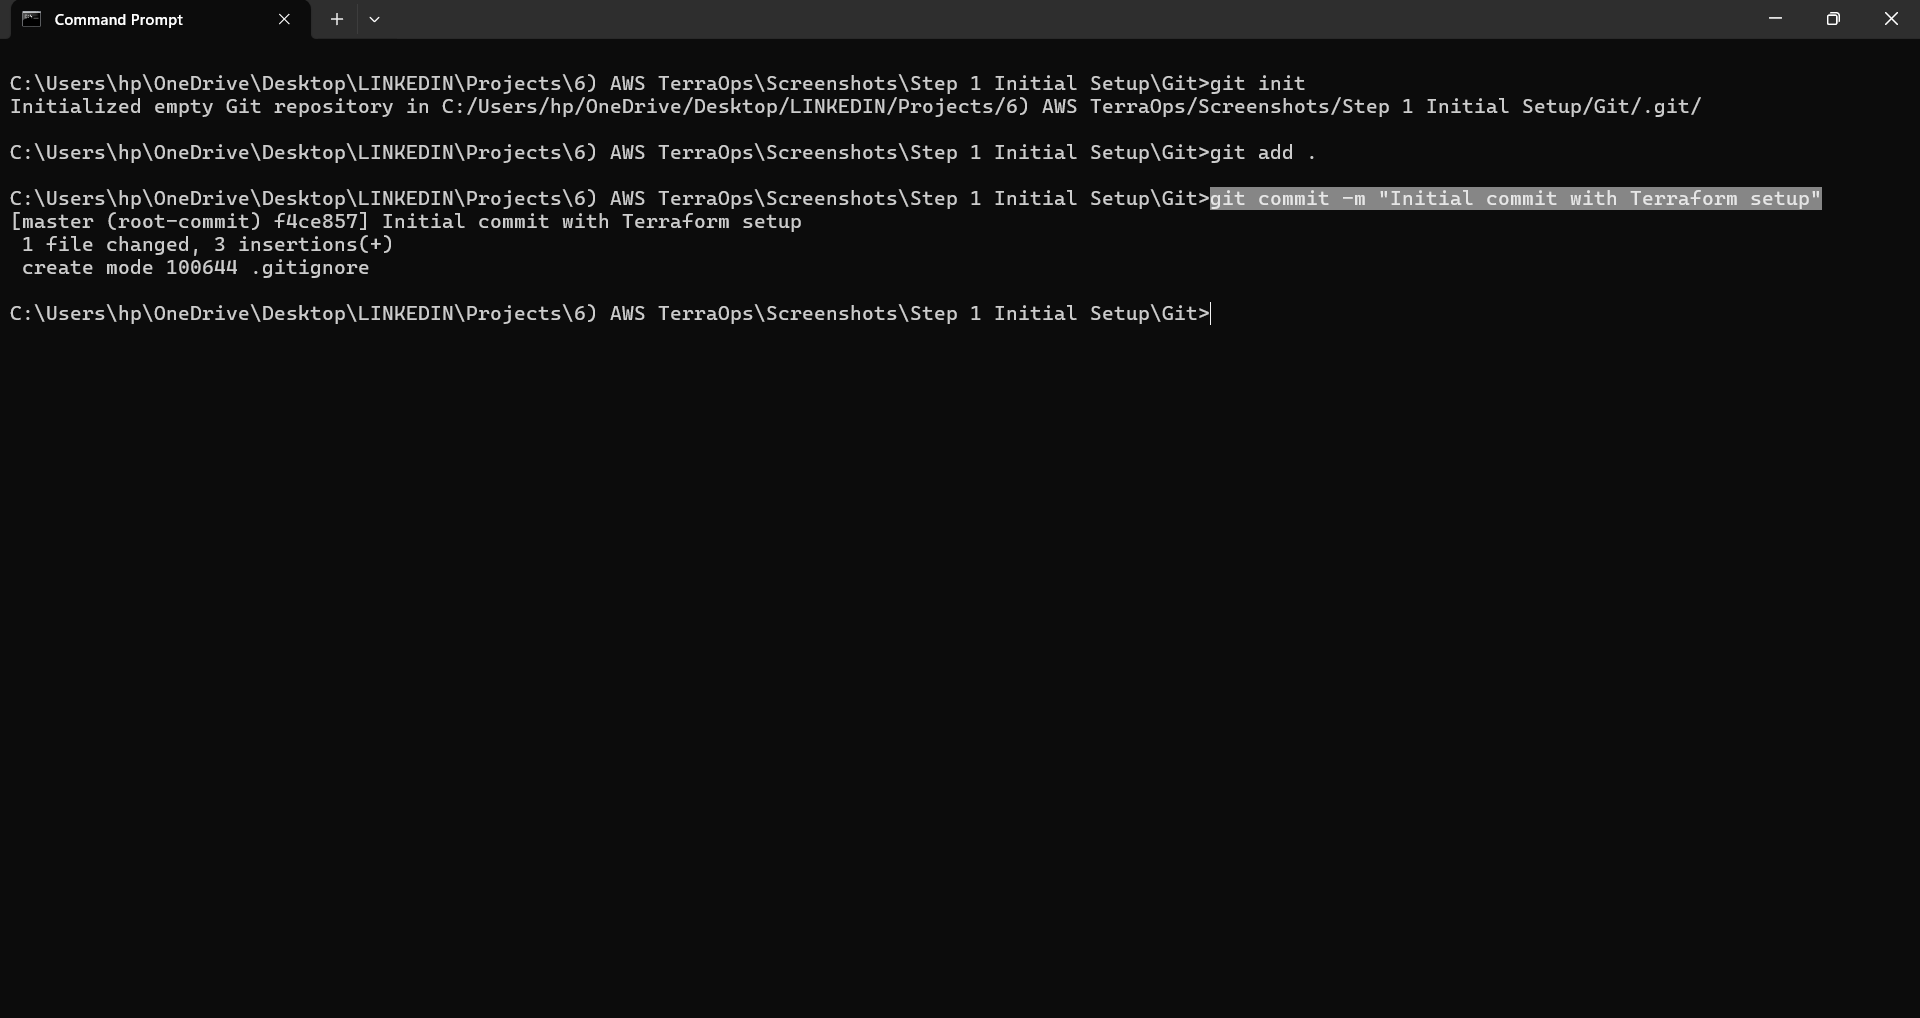 Command Prompt
C:\Users\hp\OneDrive\Desktop\LINKEDIN\Projects\6) AWS TerraOps\Screenshots\Step 1 Initial Setup\Git>git init
Initialized empty Git repository in C:/Users/hp/OneDrive/Desktop/LINKEDIN/Projects/6) AWS TerraOps/Screenshots/Step 1 Initial Setup/Git/.git/
C:\Users\hp\OneDrive\Desktop\LINKEDIN\Projects\6) AWS TerraOps\Screenshots\Step 1 Initial Setup\Git>git add .
C:\Users\hp\OneDrive\Desktop\LINKEDIN\Projects\6) AWS TerraOps\Screenshots\Step 1 Initial Setup\Git>git commit -m "Initial commit with Terraform setup"
[master (root-commit) f4ce857] Initial commit with Terraform setup
 1 file changed, 3 insertions(+)
 create mode 100644 .gitignore
C:\Users\hp\OneDrive\Desktop\LINKEDIN\Projects\6) AWS TerraOps\Screenshots\Step 1 Initial Setup\Git>